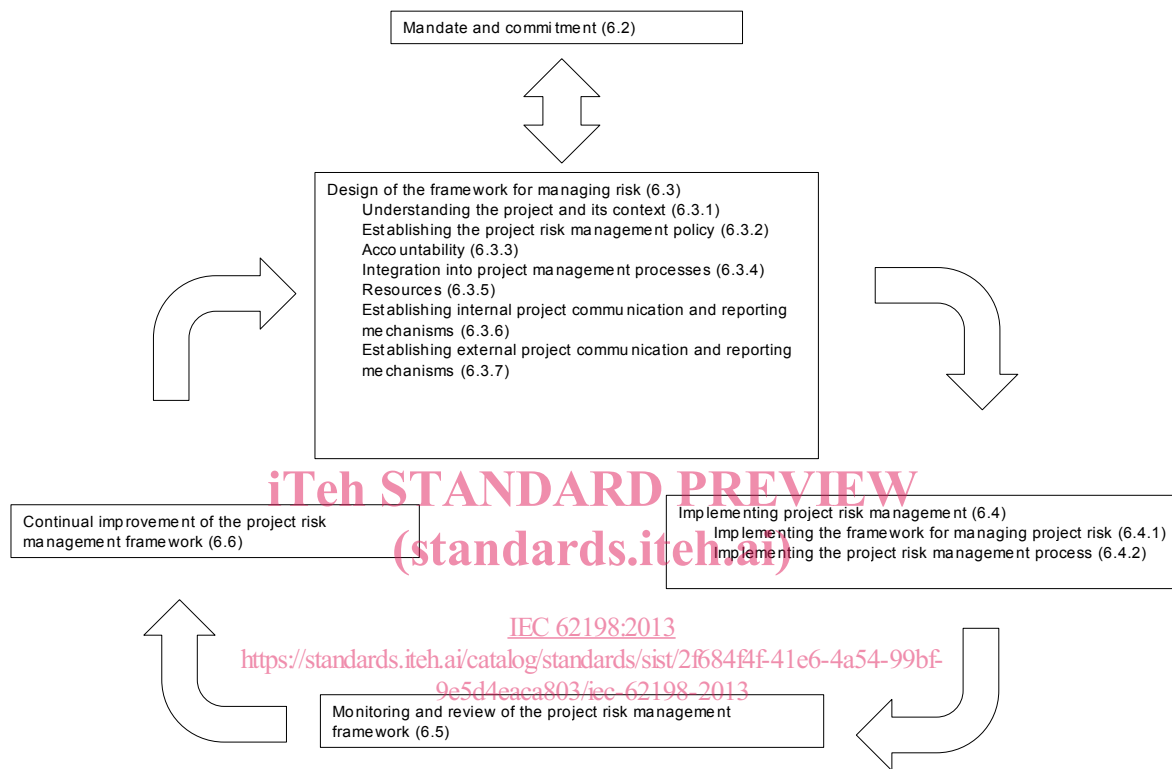 Mandate and commitment (6.2)
Design of the framework for managing risk (6.3)
Understanding the project and its context (6.3.1)
Establishing the project risk management policy (6.3.2)
Accountability (6.3.3)
Integration into project management processes (6.3.4)
Resources (6.3.5)
Establishing internal project communication and reporting
mechanisms (6.3.6)
Establishing external project communication and reporting
mechanisms (6.3.7)
iTeh STANDARD PREVIEW
(standards.iteh.ai)
Continual improvement of the project risk
management framework (6.6)
Implementing project risk management (6.4)
Implementing the framework for managing project risk (6.4.1)
Implementing the project risk management process (6.4.2)
IEC 62198:2013
https://standards.iteh.ai/catalog/standards/sist/2f684f4f-41e6-4a54-99bf-
9e5d4eaca803/iec-62198-2013
Monitoring and review of the project risk management
framework (6.5)